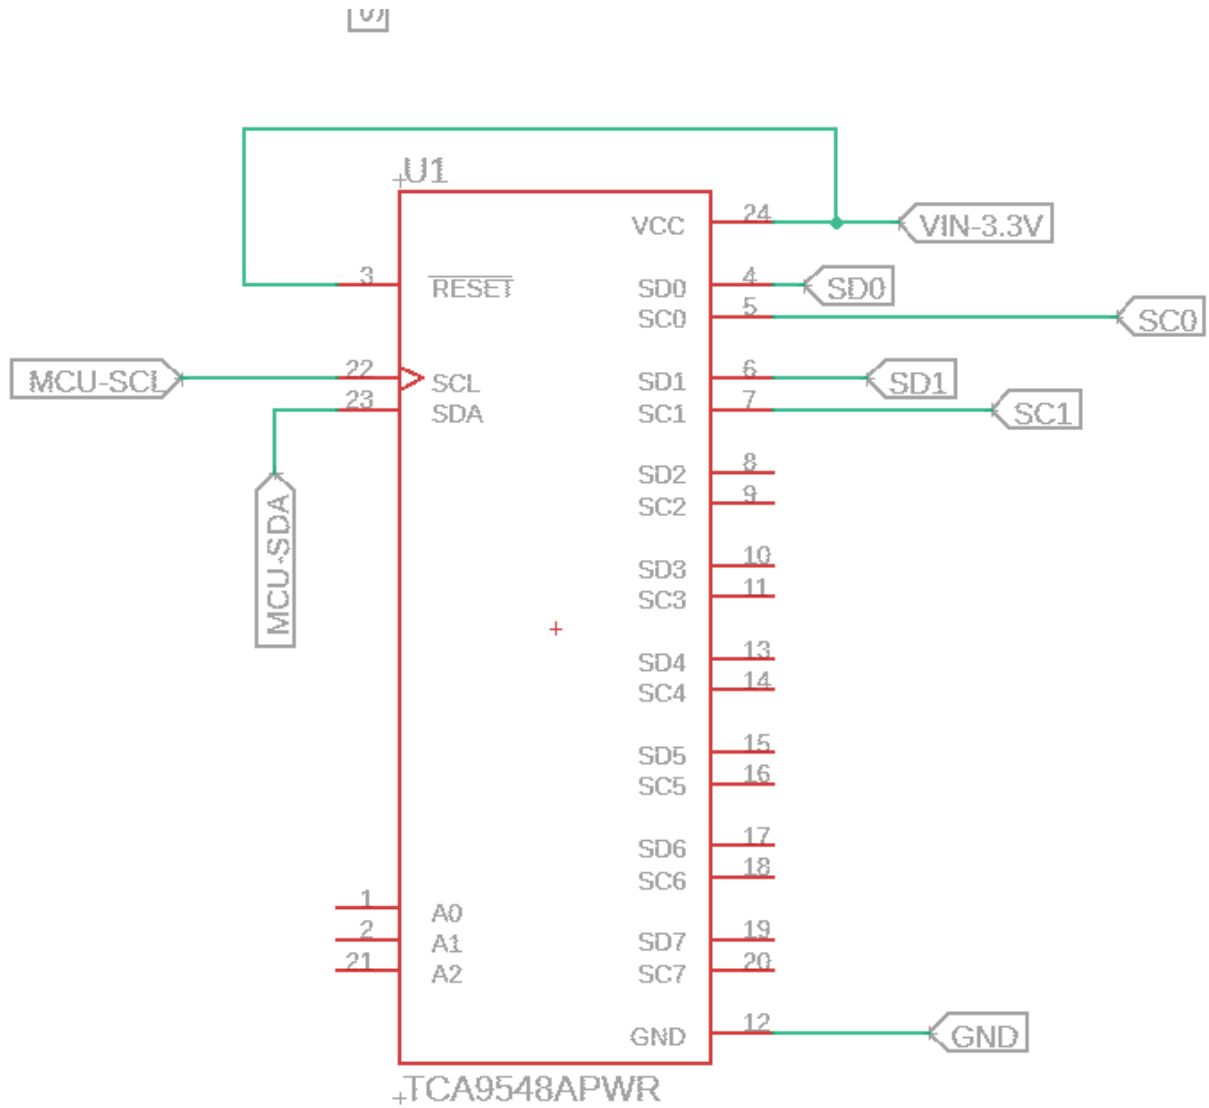 U1
VCC 24 VIN-3.3V
3 RESET
SD0 4 SD0
SC0 5 SC0
MCU-SCL 22 SCL
SD1 6 SD1
23 SDA
SC1 7 SC1
MCU-SDA
SD2 8
SC2 9
SD3 10
SC3 11
SD4 13
SC4 14
SD5 15
SC5 16
SD6 17
SC6 18
1 A0
2 A1
SD7 19
21 A2
SC7 20
GND 12 GND
TCA9548APWR